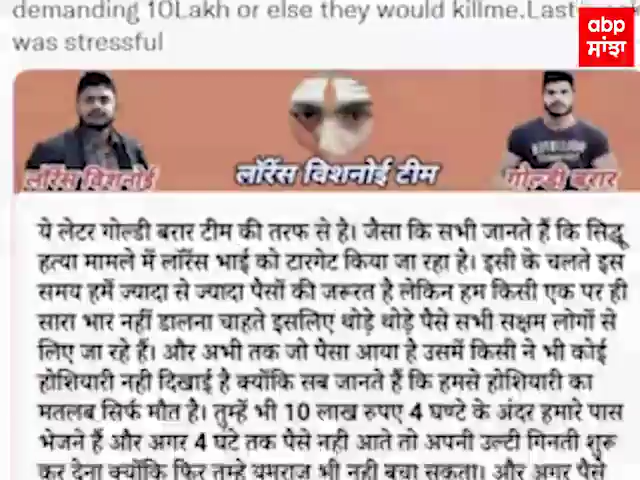 demanding 10Lakh or else they would killme.Last
was stressful
abp
ਸਾਂਝਾ
लॉरेंस विशनोई
लॉरेंस विशनोई टीम
गोल्डी बरार
ये लेटर गोल्डी बरार टीम की तरफ से है। जैसा कि सभी जानते हैं कि सिद्धू
हत्या मामले में लॉरेंस भाई को टारगेट किया जा रहा है। इसी के चलते इस
समय हमें ज्यादा से ज्यादा पैसों की जरूरत है लेकिन हम किसी एक पर ही
सारा भार नहीं डालना चाहते इसलिए थोड़े थोड़े पैसे सभी सक्षम लोगों से
लिए जा रहे हैं। और अभी तक जो पैसा आया है उसमें किसी ने भी कोई
होशियारी नही दिखाई है क्योंकि सब जानते हैं कि हमसे होशियारी का
मतलब सिर्फ मौत है। तुम्हें भी 10 लाख रुपए 4 घण्टे के अंदर हमारे पास
भेजने हैं और अगर 4 घंटे तक पैसे नही आते तो अपनी उल्टी गिनती शुरू
कर देना क्योंकि फिर तुम्हे यमराज भी नही बचा सकता। और अगर पैसे